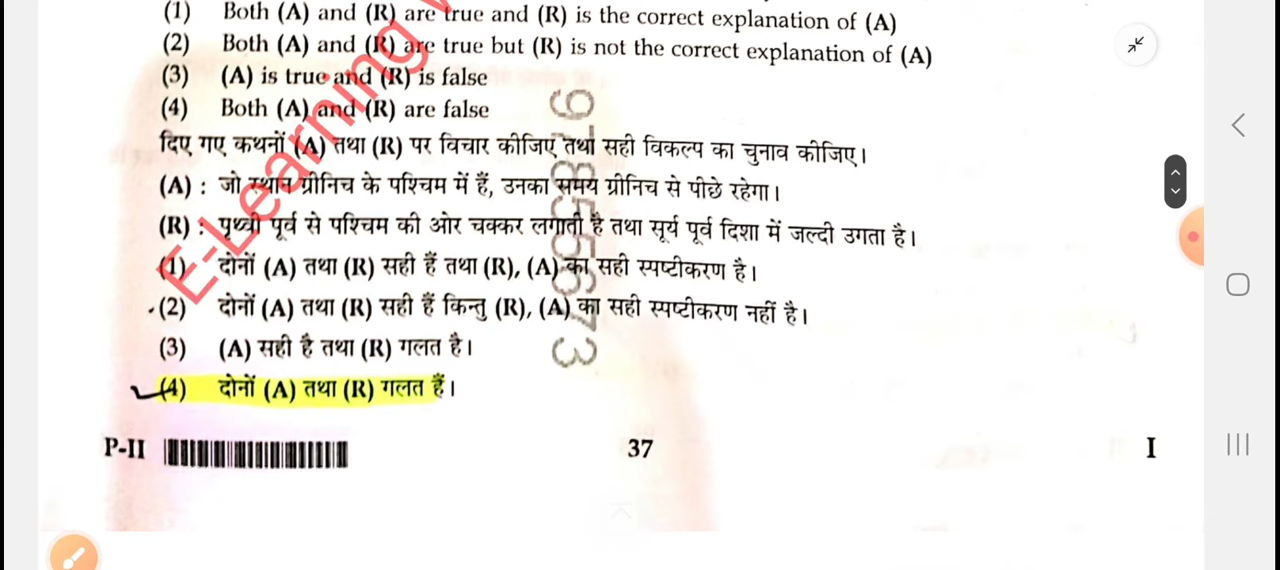 (1) Both (A) and (R) are true and (R) is the correct explanation of (A)
(2) Both (A) and (R) are true but (R) is not the correct explanation of (A)
(3) (A) is true and (R) is false
(4) Both (A) and (R) are false
दिए गए कथनों (A) तथा (R) पर विचार कीजिए तथा सही विकल्प का चुनाव कीजिए।
(A) : जो स्थान ग्रीनिच के पश्चिम में हैं, उनका समय ग्रीनिच से पीछे रहेगा।
(R) : पृथ्वी पूर्व से पश्चिम की ओर चक्कर लगाती है तथा सूर्य पूर्व दिशा में जल्दी उगता है।
(1) दोनों (A) तथा (R) सही हैं तथा (R), (A) का सही स्पष्टीकरण है।
(2) दोनों (A) तथा (R) सही हैं किन्तु (R), (A) का सही स्पष्टीकरण नहीं है।
(3) (A) सही है तथा (R) गलत है।
(4) दोनों (A) तथा (R) गलत हैं।
P-II 37 I
E-Learning